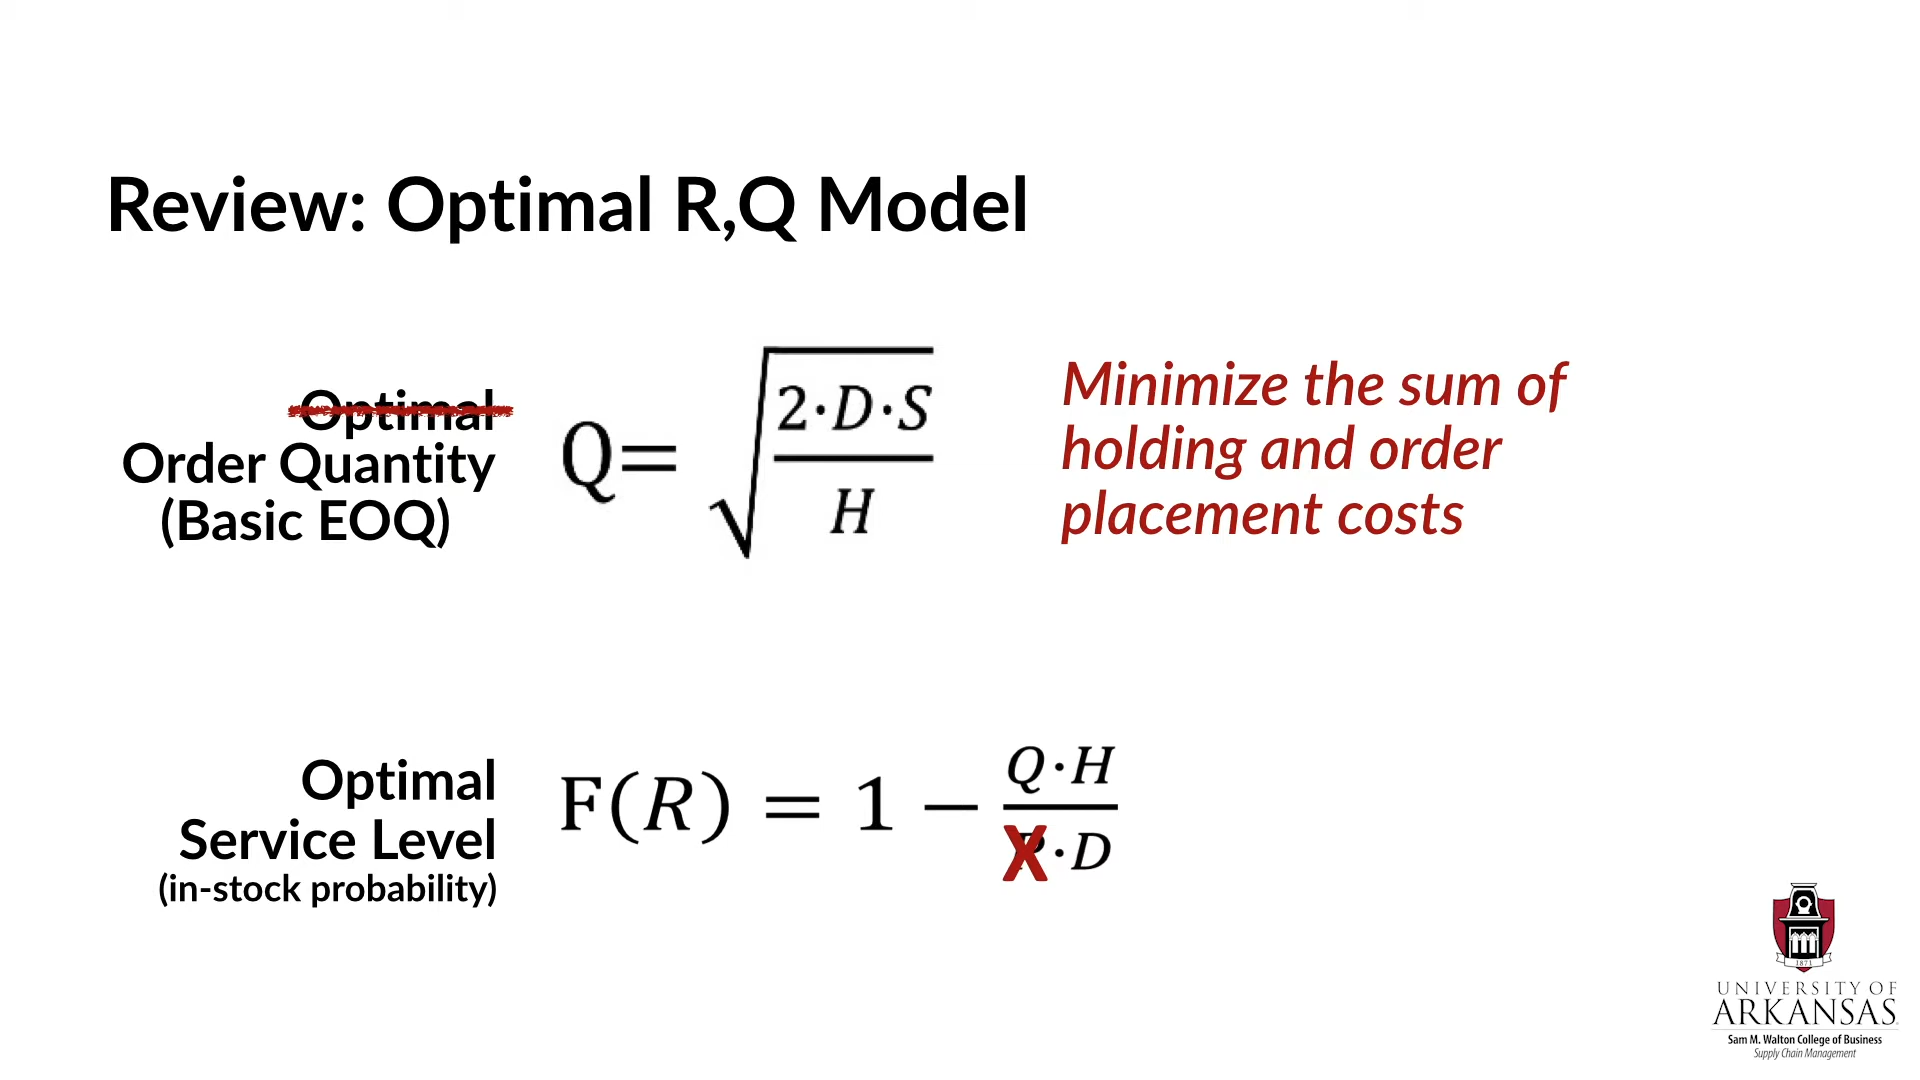 Review: Optimal R,Q Model
Optimal
Order Quantity
(Basic EOQ)
Q= √(2·D·S / H)
Minimize the sum of
holding and order
placement costs
Optimal
Service Level
(in-stock probability)
F(R) = 1 − Q·H / X·D
1871
UNIVERSITY OF
ARKANSAS
Sam M. Walton College of Business
Supply Chain Management